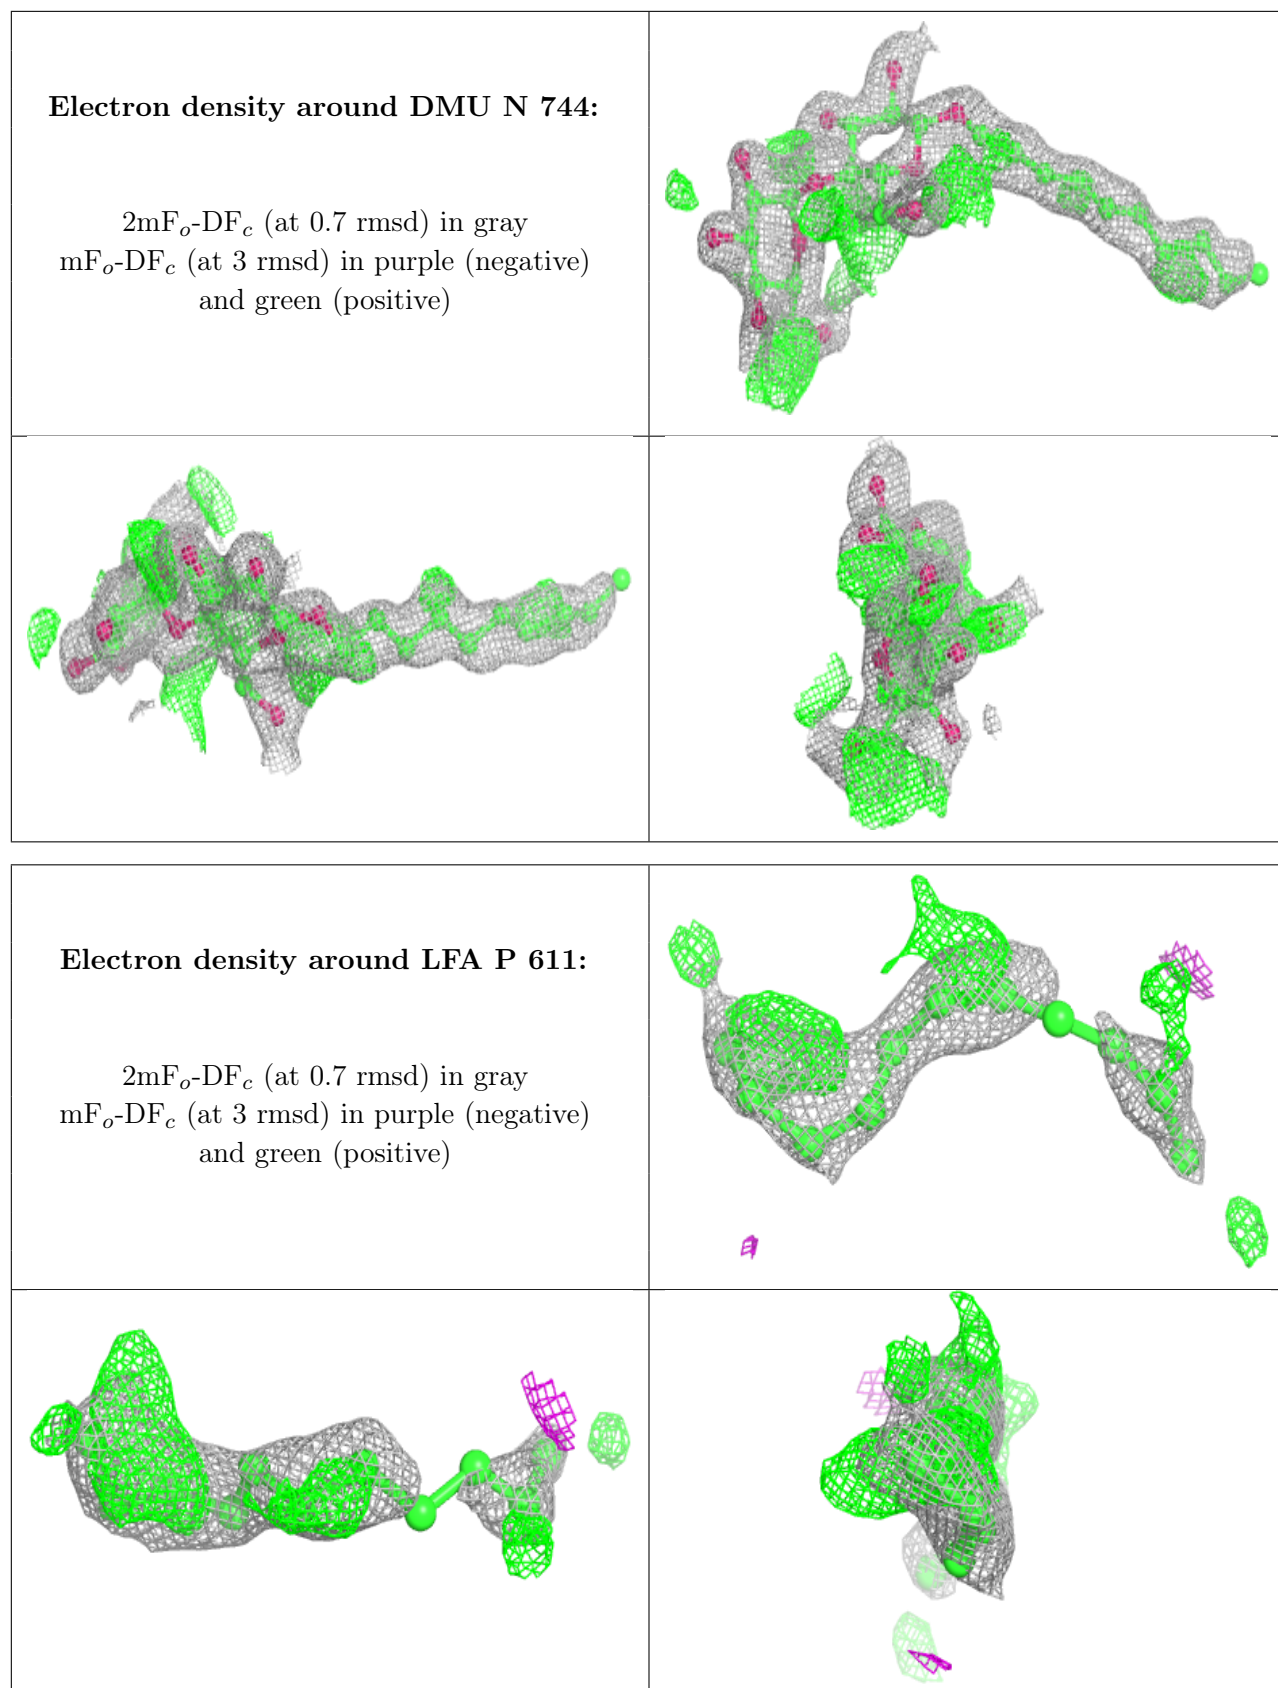 Electron density around DMU N 744:
2mFo-DFc (at 0.7 rmsd) in gray
mFo-DFc (at 3 rmsd) in purple (negative)
and green (positive)
Electron density around LFA P 611:
2mFo-DFc (at 0.7 rmsd) in gray
mFo-DFc (at 3 rmsd) in purple (negative)
and green (positive)